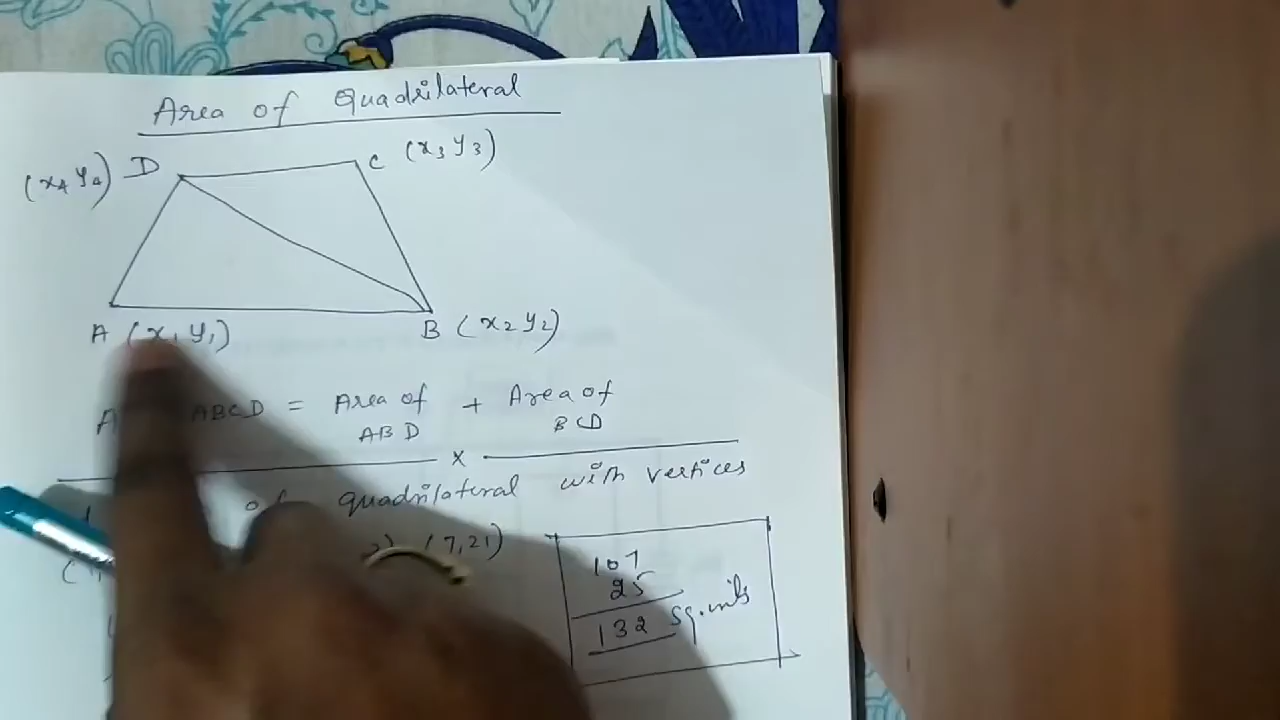 Area of Quadrilateral
(x4 y4) D C (x3 y3)
A (x1 y1) B (x2 y2)
ABCD = Area of ABD + Area of BCD
x
of quadrilateral with vertices
(7,21)
107
25
132 sq.units